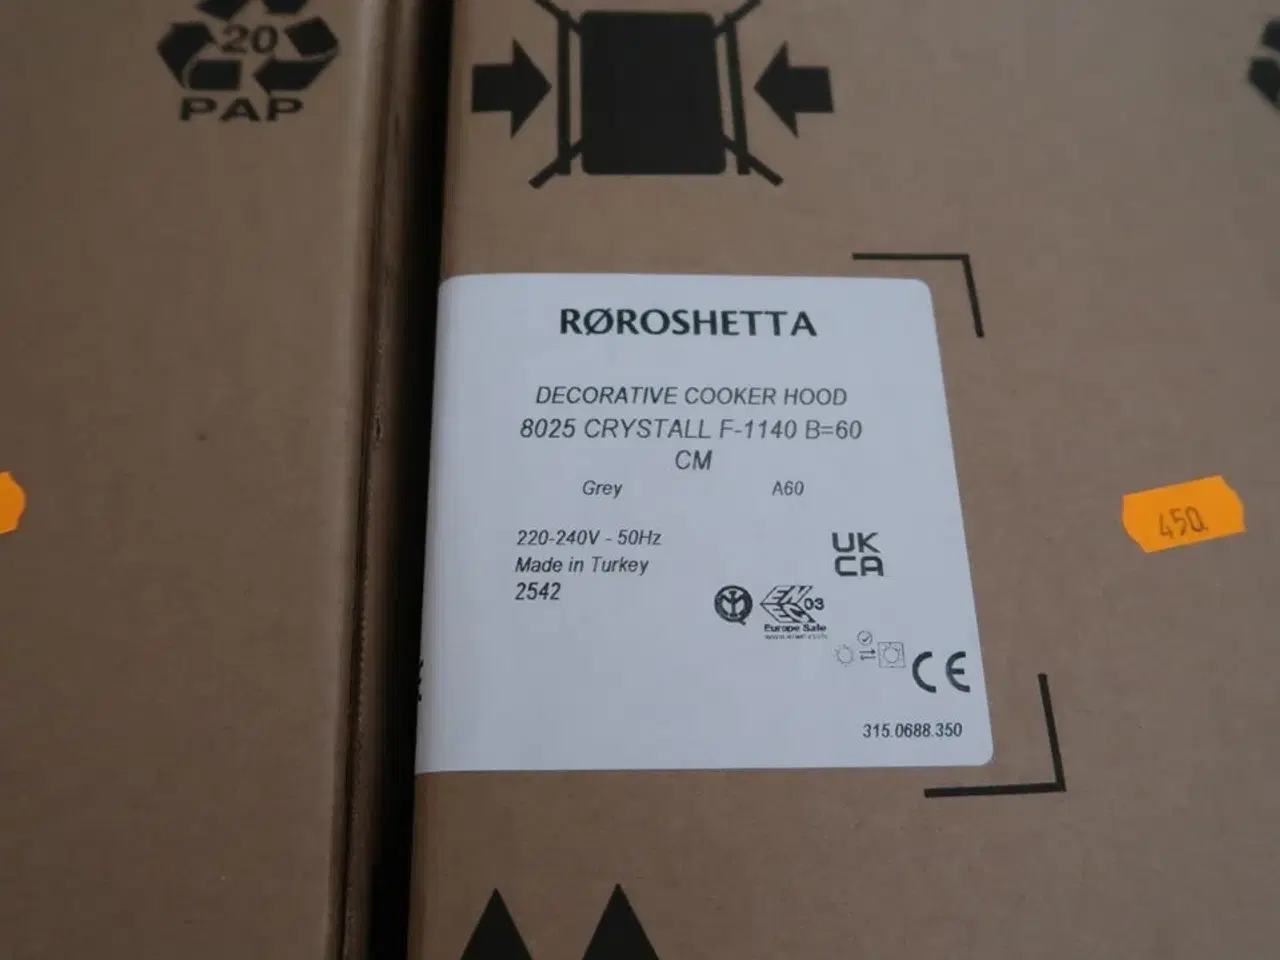 20
PAP
RØROSHETTA
DECORATIVE COOKER HOOD
8025 CRYSTALL F-1140 B=60
CM
Grey A60
220-240V - 50Hz
Made in Turkey
2542
UK
CA
03
Europe Safe
CE
315.0688.350
450